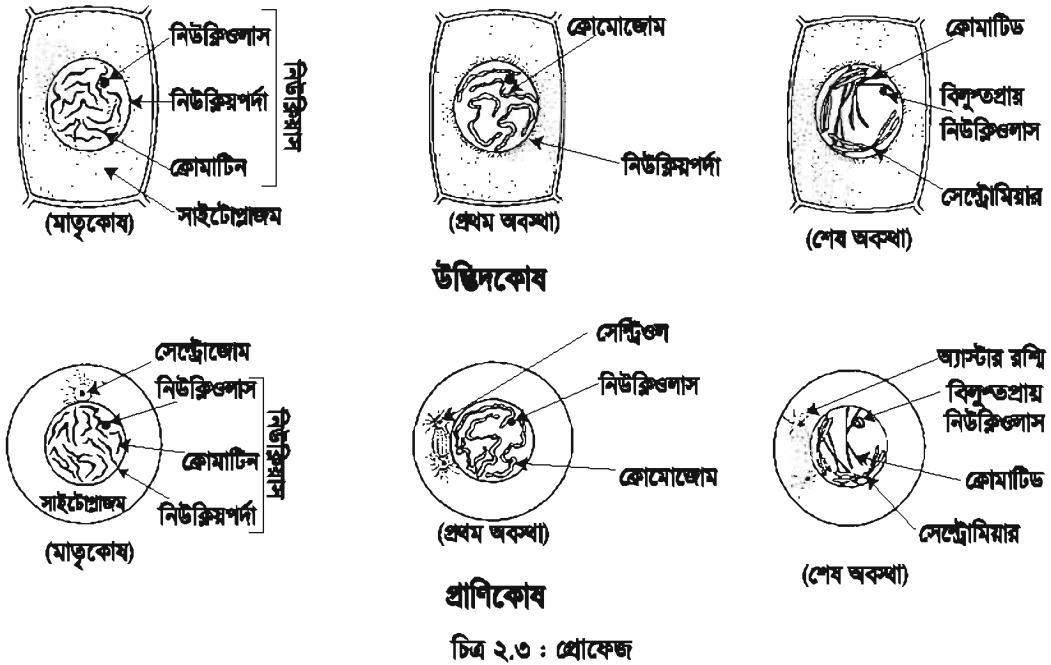 নিউক্লিওলাস
নিউক্লিয়পর্দা
ক্রোমাটিন
সাইটোপ্লাজম
নিউক্লিয়াস
(মাতৃকোষ)
ক্রোমোজোম
নিউক্লিয়পর্দা
(প্রথম অবস্থা)
ক্রোমাটিড
বিলুপ্তপ্রায়
নিউক্লিওলাস
সেন্ট্রোমিয়ার
(শেষ অবস্থা)
উদ্ভিদকোষ
সেন্ট্রোজোম
নিউক্লিওলাস
ক্রোমাটিন
নিউক্লিয়পর্দা
নিউক্লিয়াস
সাইটোপ্লাজম
(মাতৃকোষ)
সেন্ট্রিওল
নিউক্লিওলাস
ক্রোমোজোম
(প্রথম অবস্থা)
অ্যাস্টার রশ্মি
বিলুপ্তপ্রায়
নিউক্লিওলাস
ক্রোমাটিড
সেন্ট্রোমিয়ার
(শেষ অবস্থা)
প্রাণিকোষ
চিত্র ২.৩ : প্রোফেজ